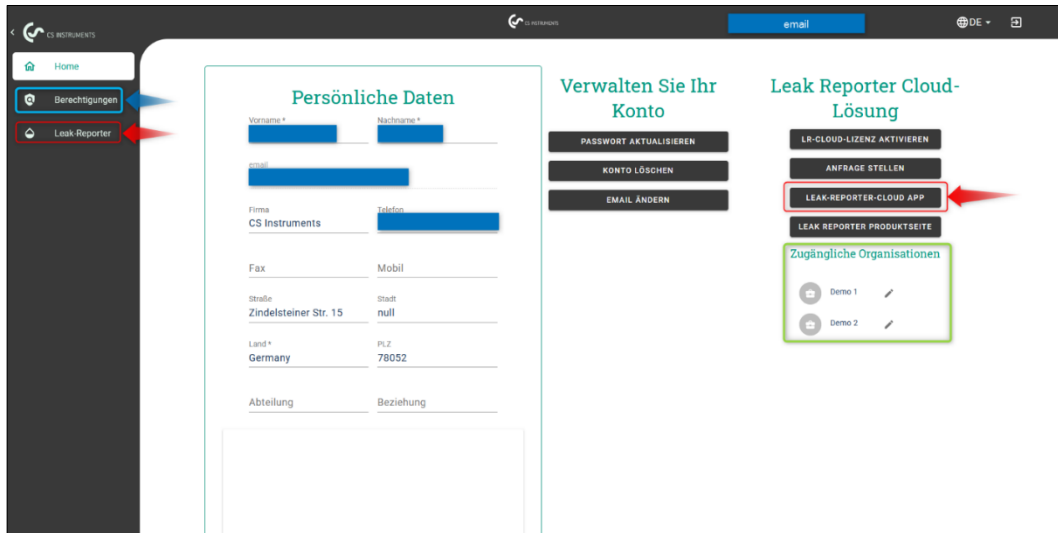 CS INSTRUMENTS
CS INSTRUMENTS
email
DE
Home
Berechtigungen
Leak-Reporter
Persönliche Daten
Vorname *
Nachname *
email
Firma
CS Instruments
Telefon
Fax
Mobil
Straße
Zindelsteiner Str. 15
Stadt
null
Land *
Germany
PLZ
78052
Abteilung
Beziehung
Verwalten Sie Ihr
Konto
PASSWORT AKTUALISIEREN
KONTO LÖSCHEN
EMAIL ÄNDERN
Leak Reporter Cloud-
Lösung
LR-CLOUD-LIZENZ AKTIVIEREN
ANFRAGE STELLEN
LEAK-REPORTER-CLOUD APP
LEAK REPORTER PRODUKTSEITE
Zugängliche Organisationen
Demo 1
Demo 2